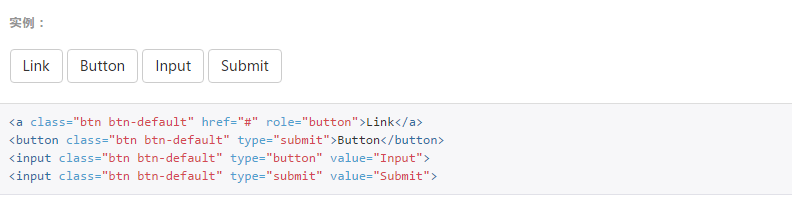 实例：
Link Button Input Submit
<a class="btn btn-default" href="#" role="button">Link</a>
<button class="btn btn-default" type="submit">Button</button>
<input class="btn btn-default" type="button" value="Input">
<input class="btn btn-default" type="submit" value="Submit">